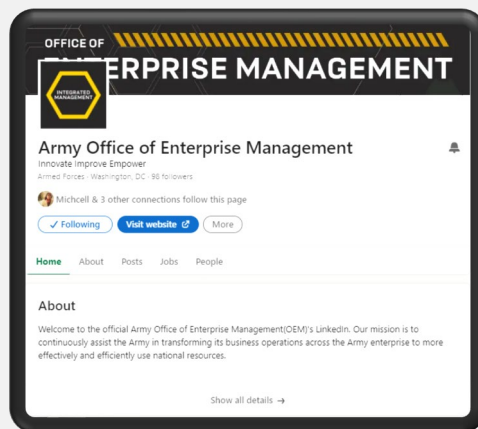 OFFICE OF
ENTERPRISE MANAGEMENT
INTEGRATED
MANAGEMENT
Army Office of Enterprise Management
Innovate Improve Empower
Armed Forces · Washington, DC · 96 followers
Michcell & 3 other connections follow this page
✓ Following Visit website More
Home About Posts Jobs People
About
Welcome to the official Army Office of Enterprise Management(OEM)'s LinkedIn. Our mission is to
continuously assist the Army in transforming its business operations across the Army enterprise to more
effectively and efficiently use national resources.
Show all details →